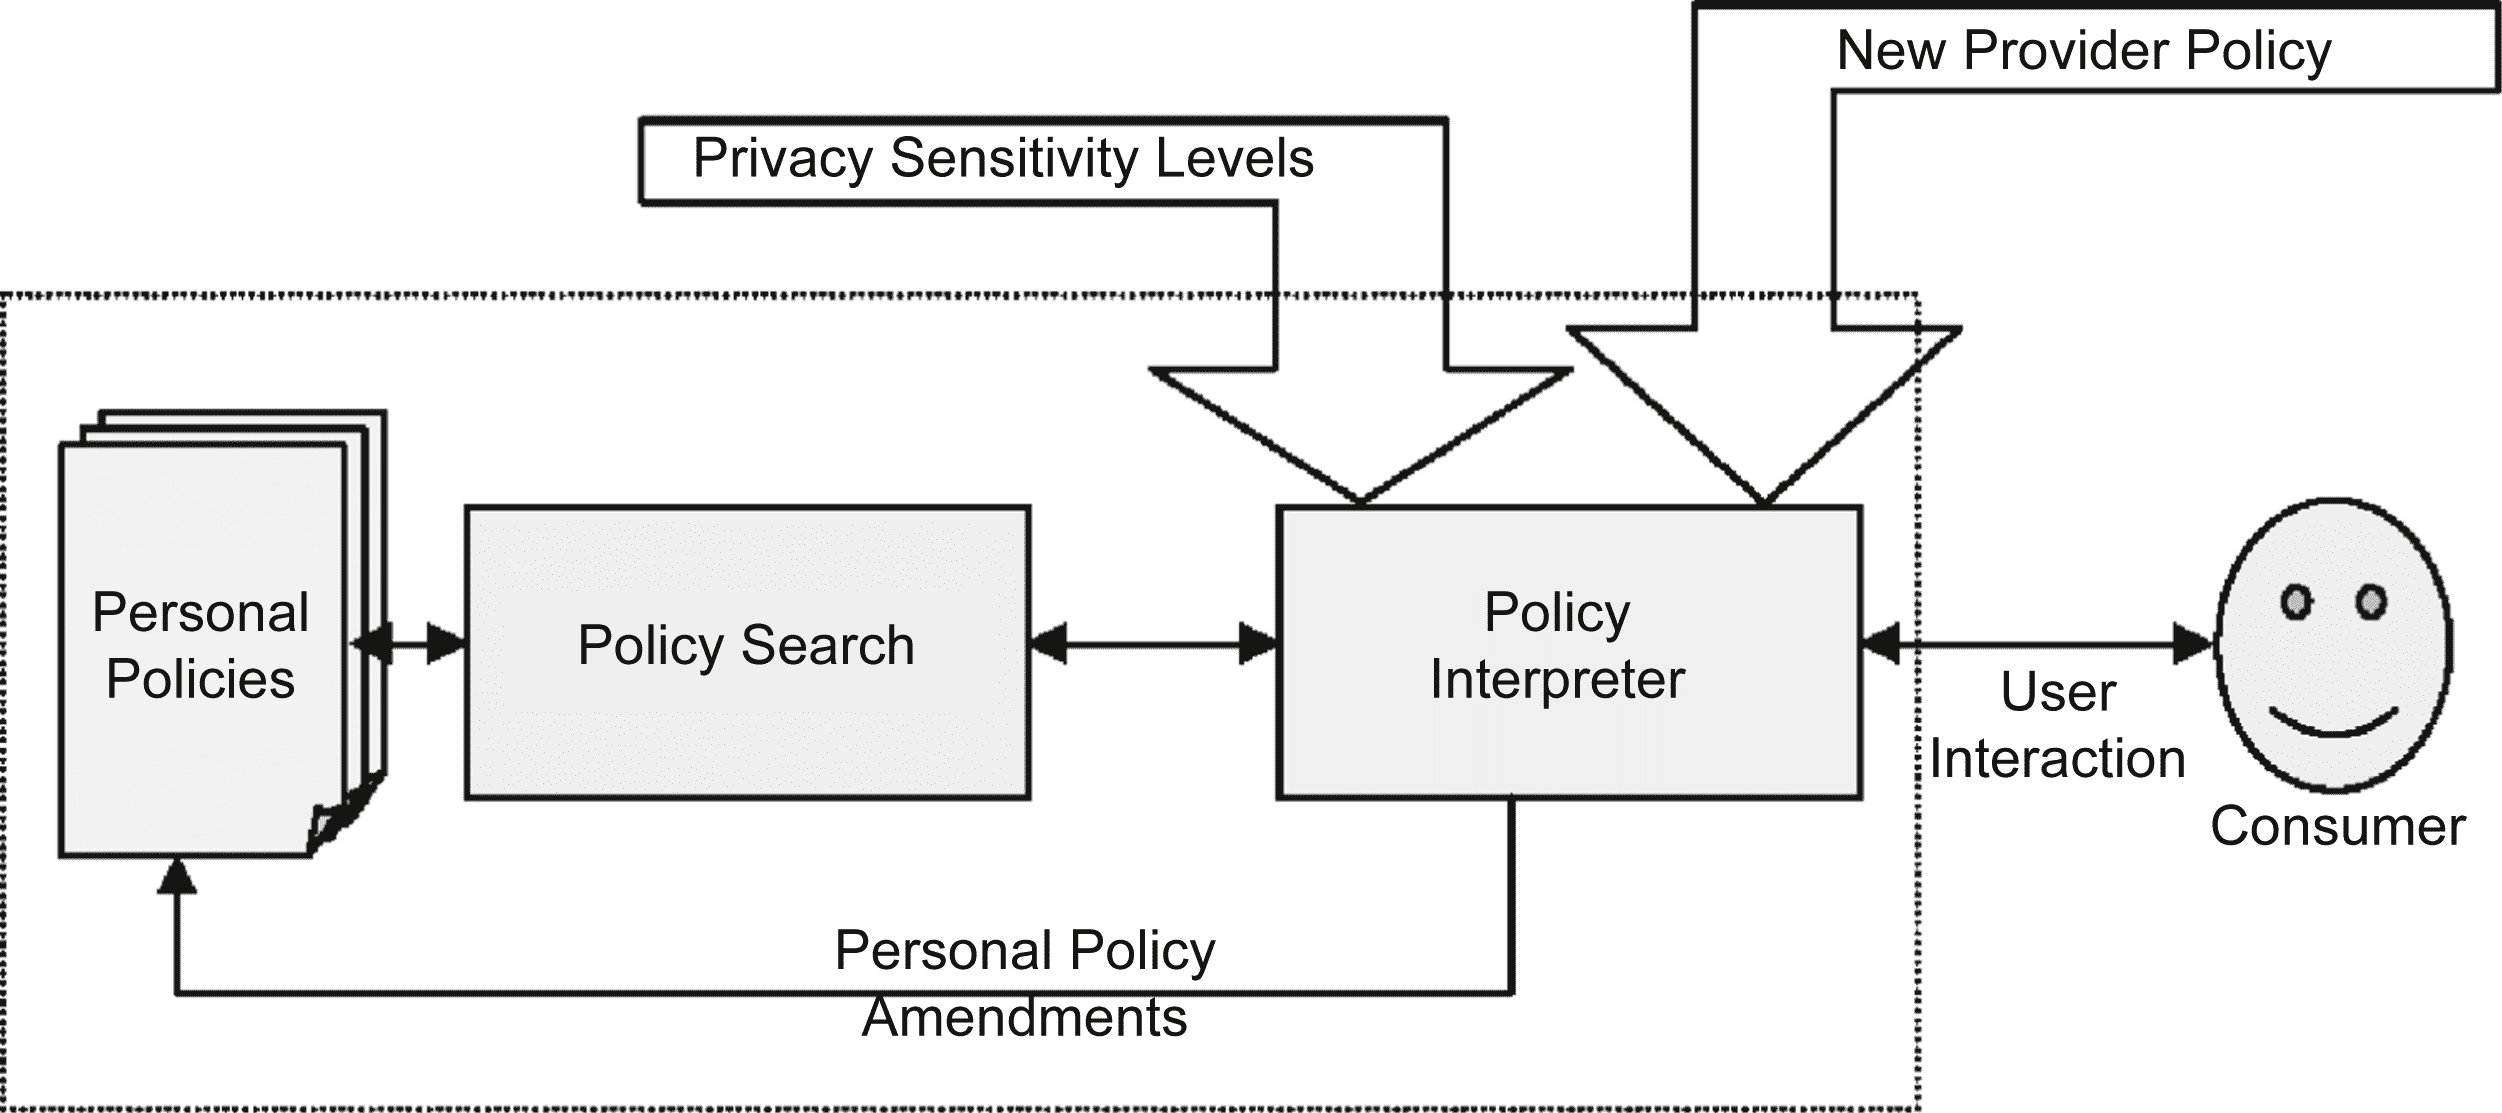 New Provider Policy
Privacy Sensitivity Levels
Personal
Policies
Policy Search
Policy
Interpreter
User
Interaction
Consumer
Personal Policy
Amendments